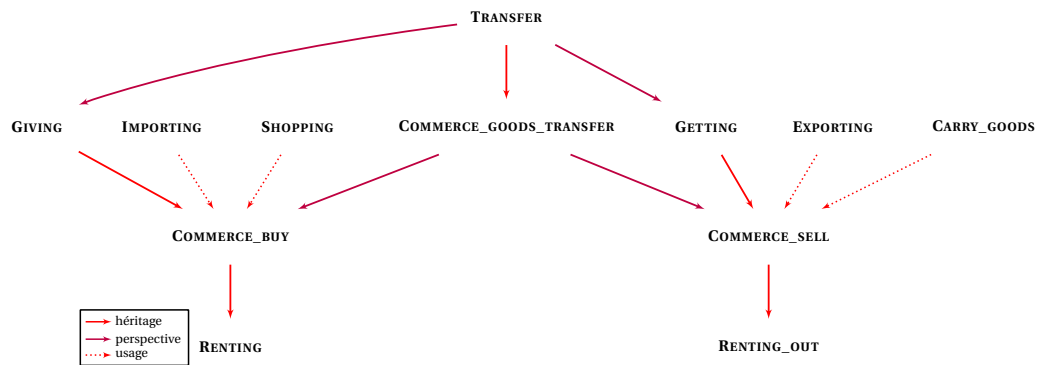 TRANSFER
GIVING IMPORTING SHOPPING COMMERCE_GOODS_TRANSFER GETTING EXPORTING CARRY_GOODS
COMMERCE_BUY COMMERCE_SELL
héritage
perspective
usage
RENTING RENTING_OUT